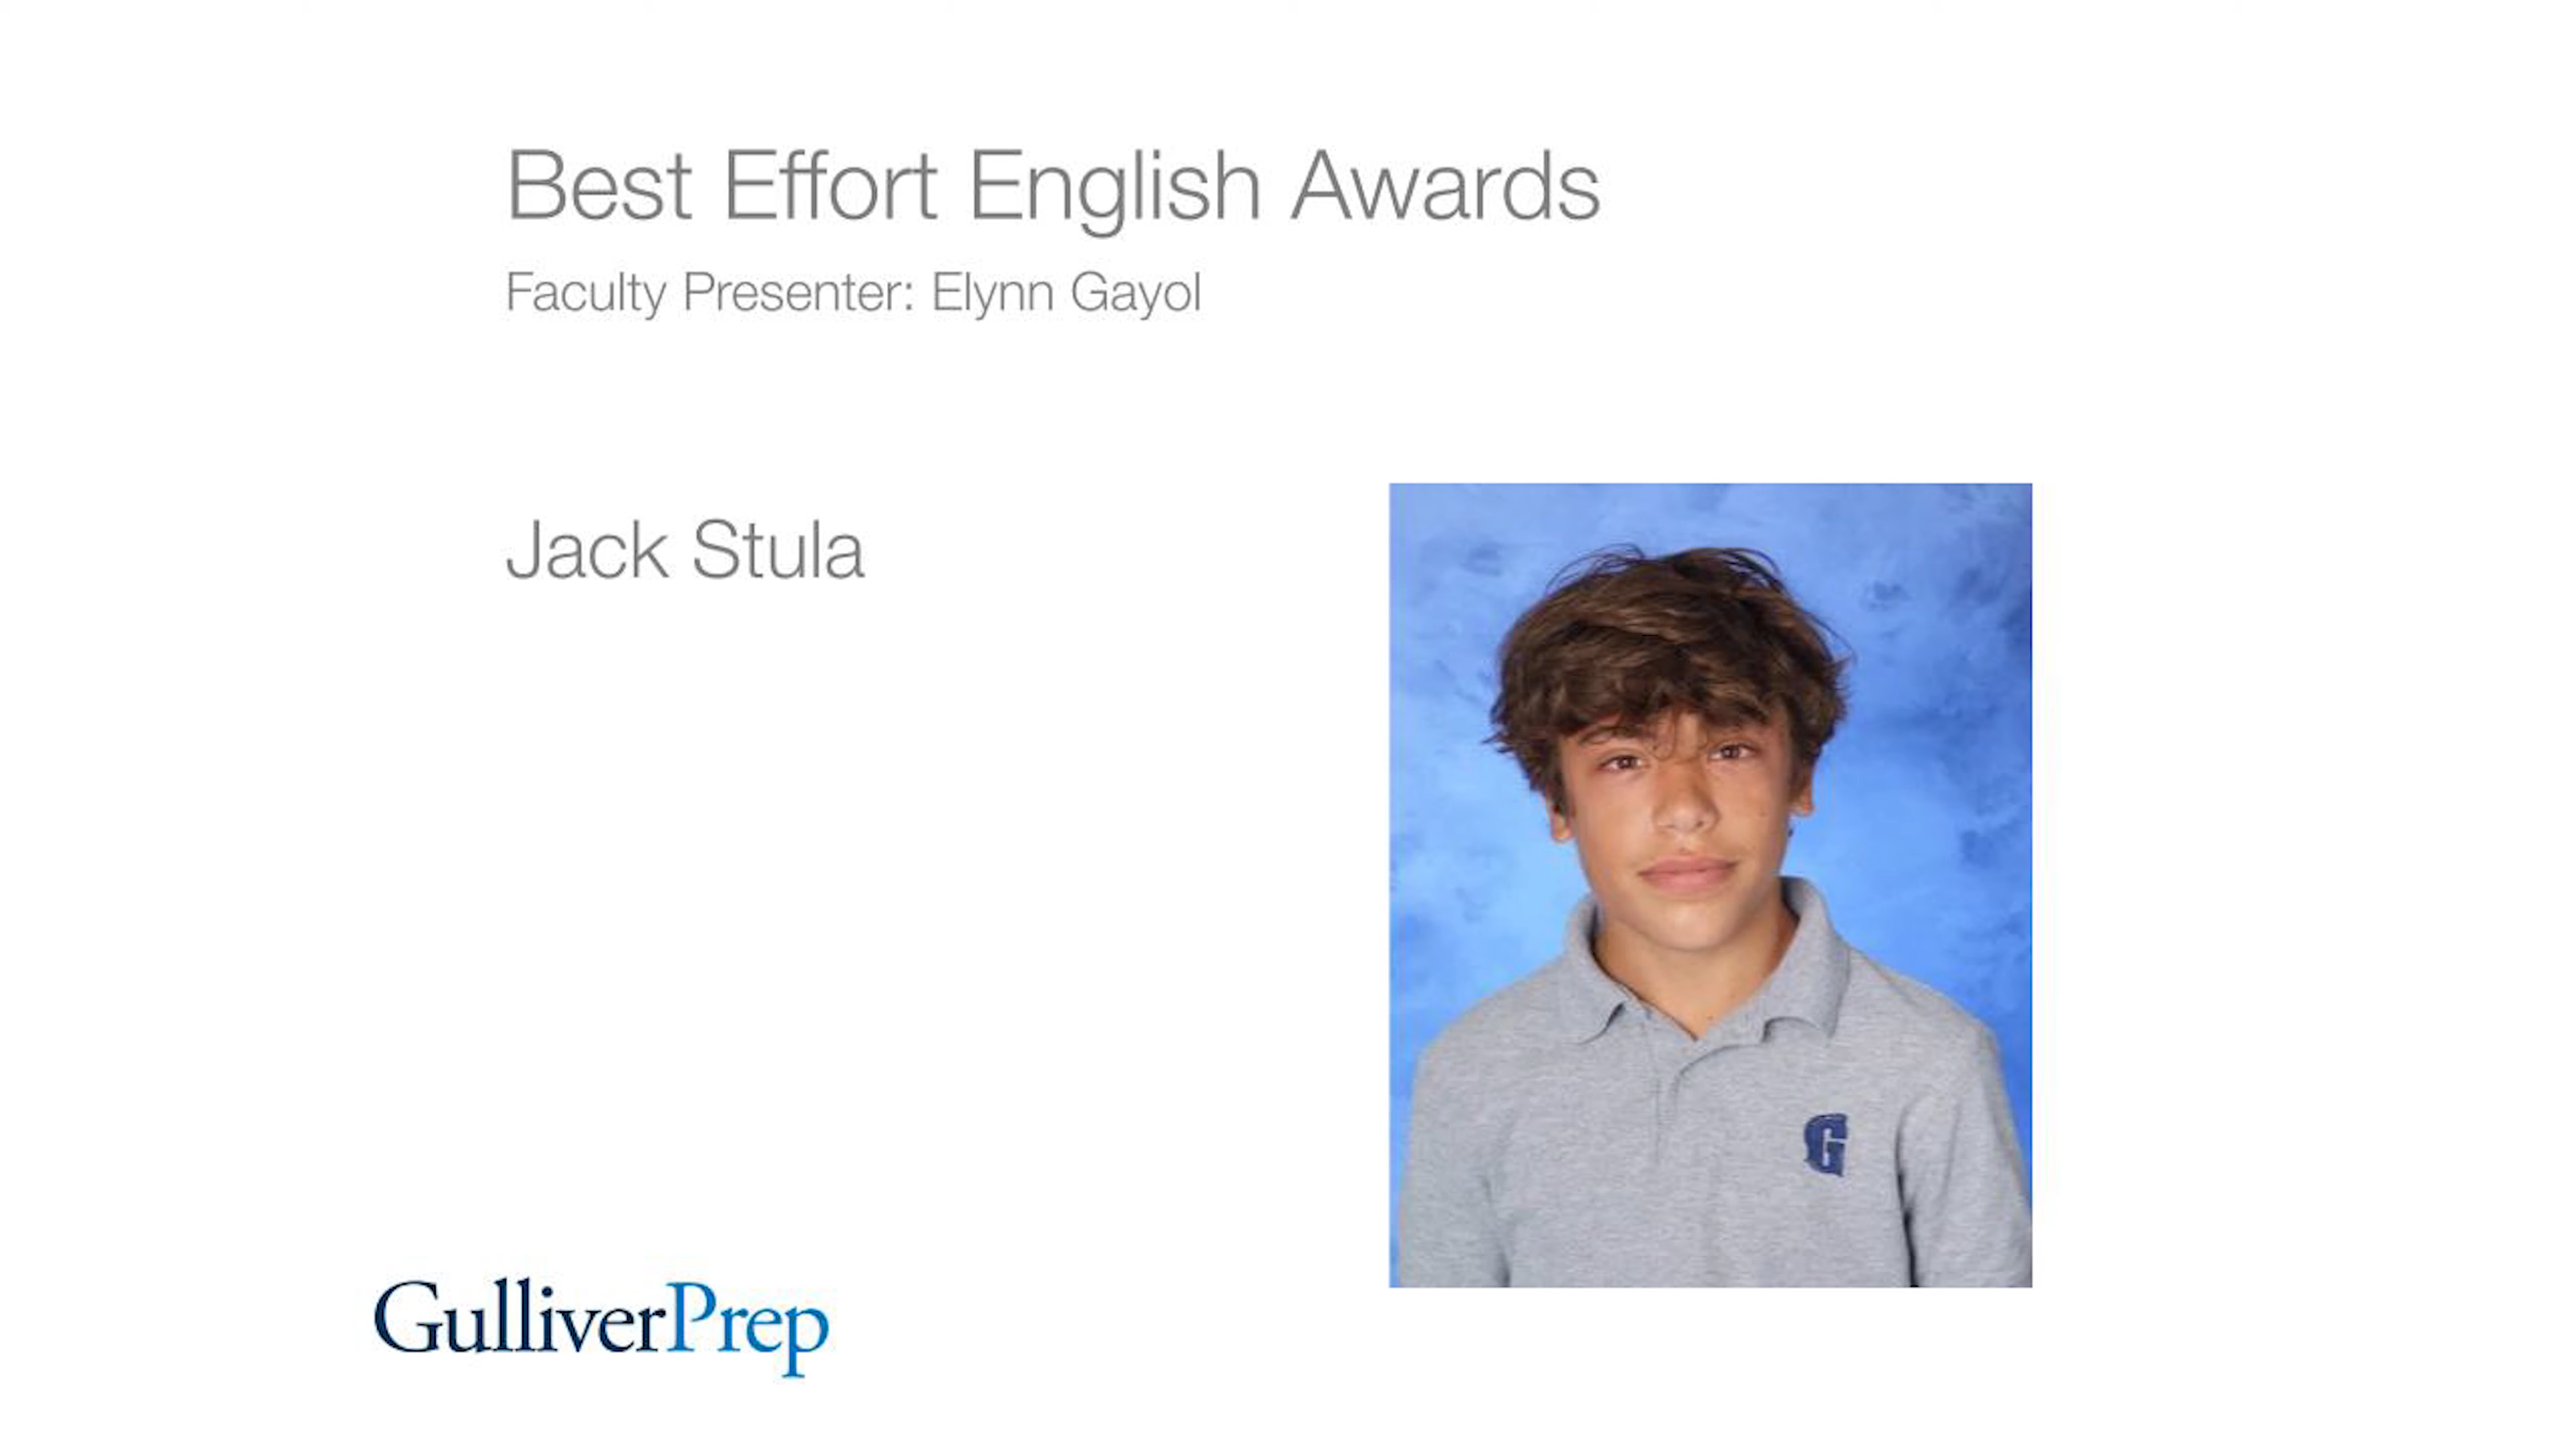 Best Effort English Awards
Faculty Presenter: Elynn Gayol
Jack Stula
G
GulliverPrep